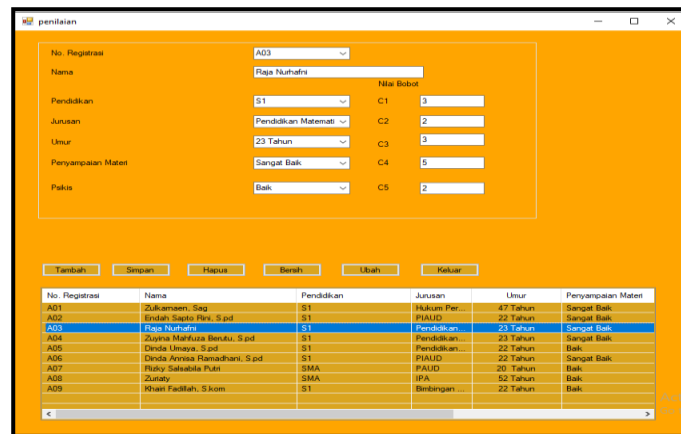 penilaian
No. Registrasi A03
Nama Raja Nurhafni
Nilai Bobot
Pendidikan S1 C1 3
Jurusan Pendidikan Matemati C2 2
Umur 23 Tahun C3 3
Penyampaian Materi Sangat Baik C4 5
Psikis Baik C5 2
Tambah Simpan Hapus Bersih Ubah Keluar
No. Registrasi Nama Pendidikan Jurusan Umur Penyampaian Materi
A01 Zulkarnaen, Sag S1 Hukum Per... 47 Tahun Sangat Baik
A02 Endah Sapto Rini, S.pd S1 PIAUD 22 Tahun Sangat Baik
A03 Raja Nurhafni S1 Pendidikan... 23 Tahun Sangat Baik
A04 Zuyina Mahfuza Berutu, S.pd S1 Pendidikan... 23 Tahun Sangat Baik
A05 Dinda Umaya, S.pd S1 Pendidikan... 22 Tahun Baik
A06 Dinda Annisa Ramadhani, S.pd S1 PIAUD 22 Tahun Sangat Baik
A07 Rizky Salsabila Putri SMA PAUD 20 Tahun Baik
A08 Zuriaty SMA IPA 52 Tahun Baik
A09 Khairi Fadillah, S.kom S1 Bimbingan ... 22 Tahun Baik